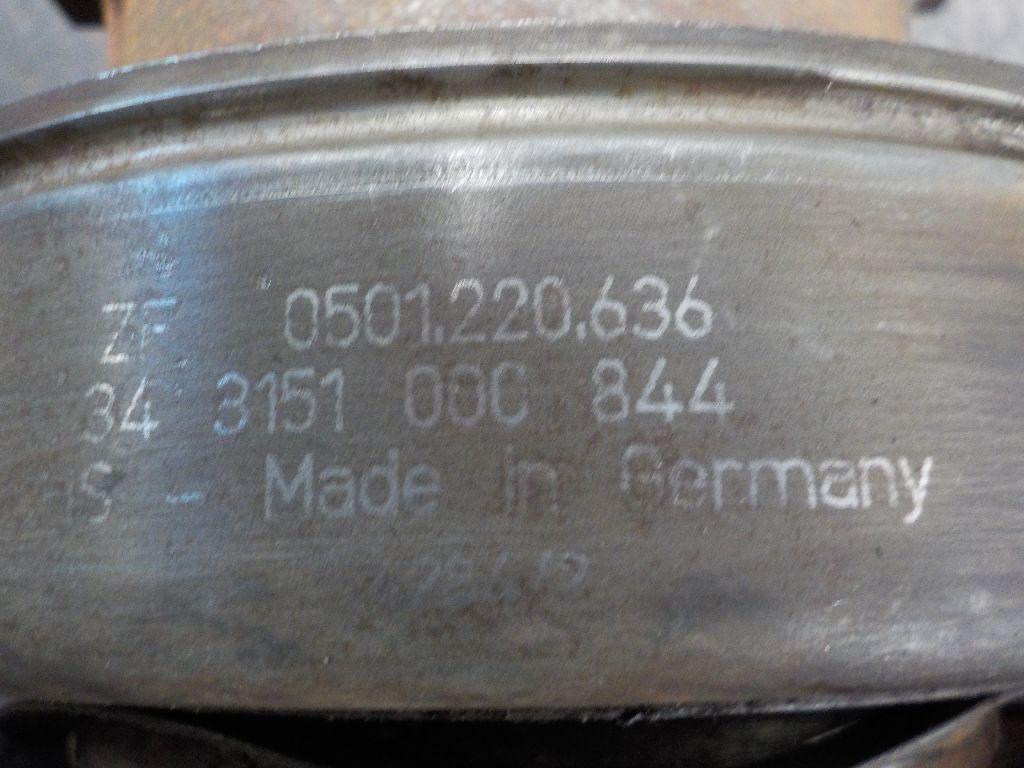 ZF 0501.220.636
34 3151 000 844
- Made in Germany